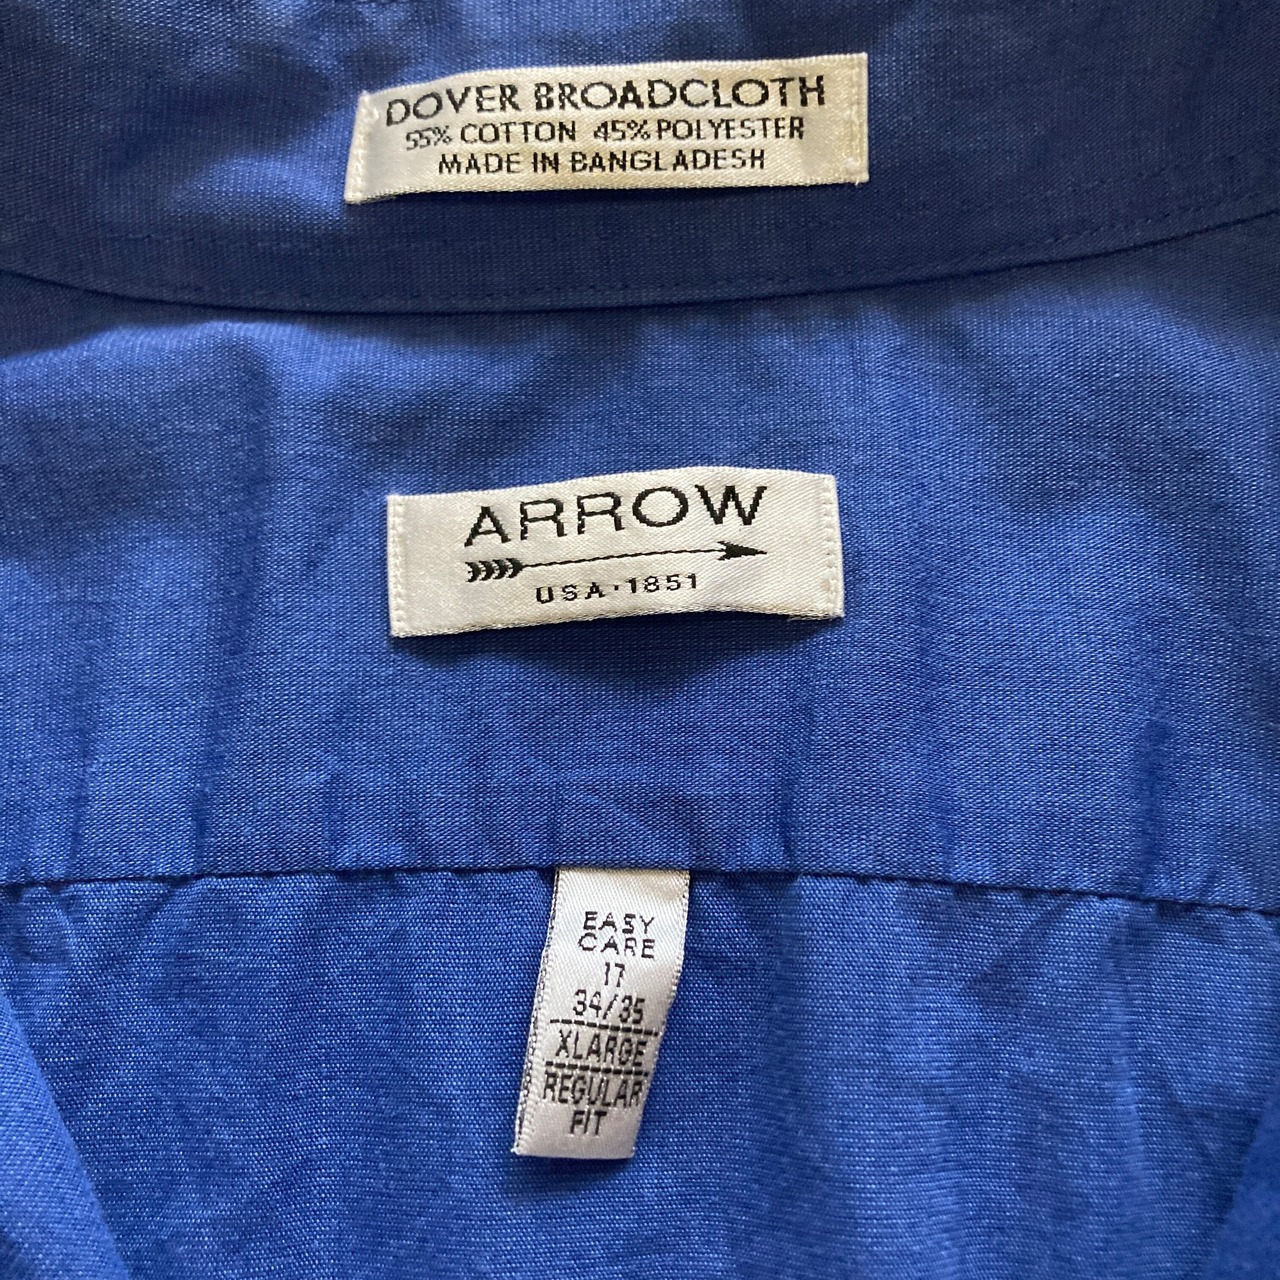 DOVER BROADCLOTH
55% COTTON 45% POLYESTER
MADE IN BANGLADESH
ARROW
USA·1851
EASY
CARE
17
34/35
XLARGE
REGULAR
FIT